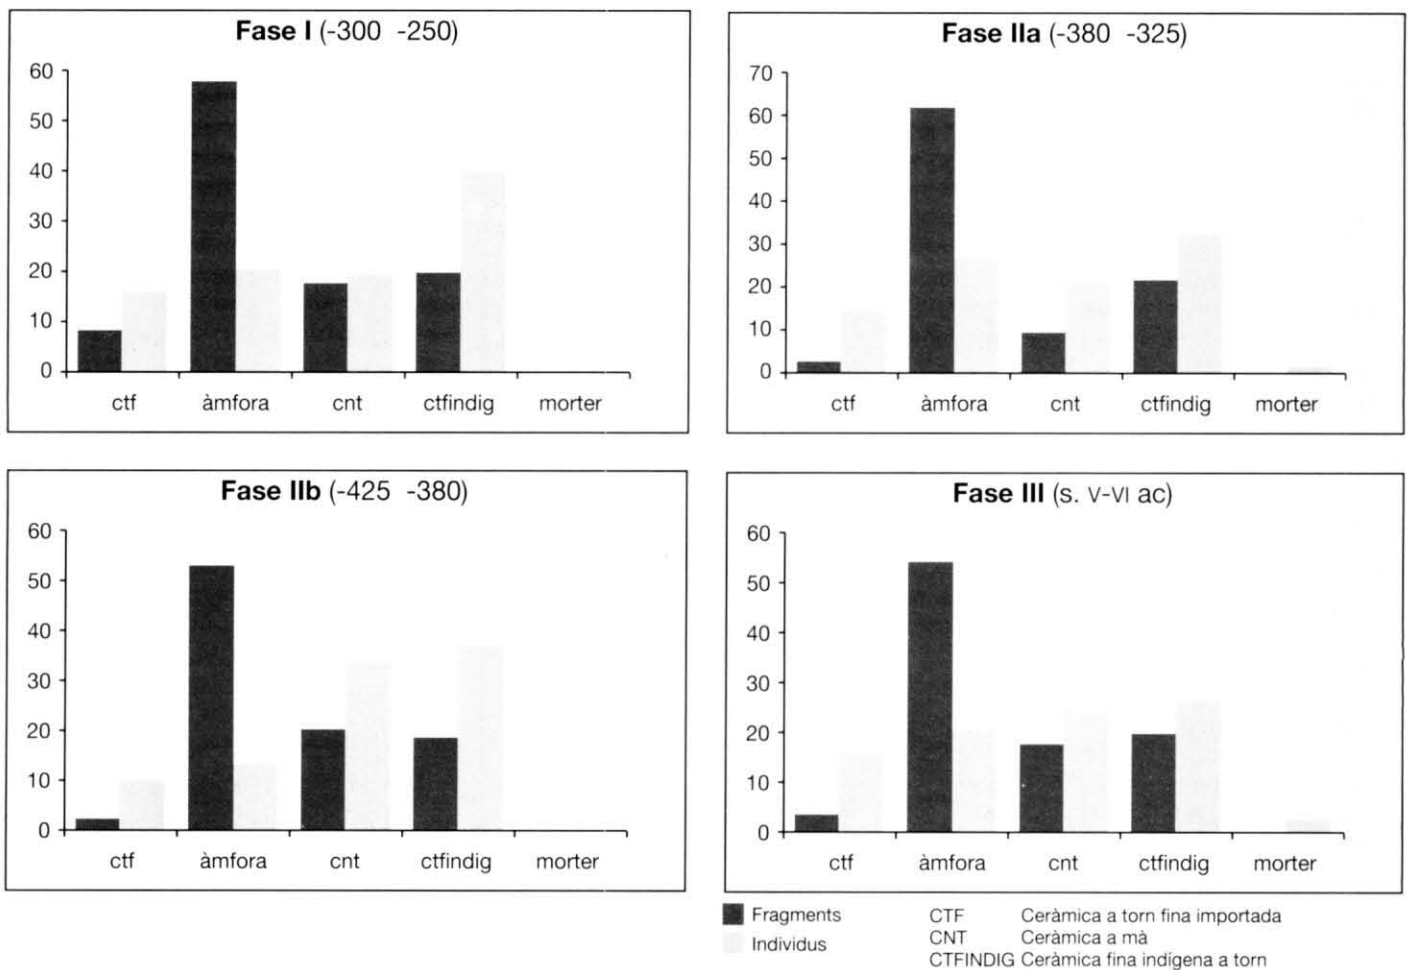 Fase I (-300 -250)
60
50
40
30
20
10
0
ctf àmfora cnt ctfindig morter
Fase IIa (-380 -325)
70
60
50
40
30
20
10
0
ctf àmfora cnt ctfindig morter
Fase IIb (-425 -380)
60
50
40
30
20
10
0
ctf àmfora cnt ctfindig morter
Fase III (s. V-VI ac)
60
50
40
30
20
10
0
ctf àmfora cnt ctfindig morter
Fragments
Individus
CTF Ceràmica a torn fina importada
CNT Ceràmica a mà
CTFINDIG Ceràmica fina indígena a torn